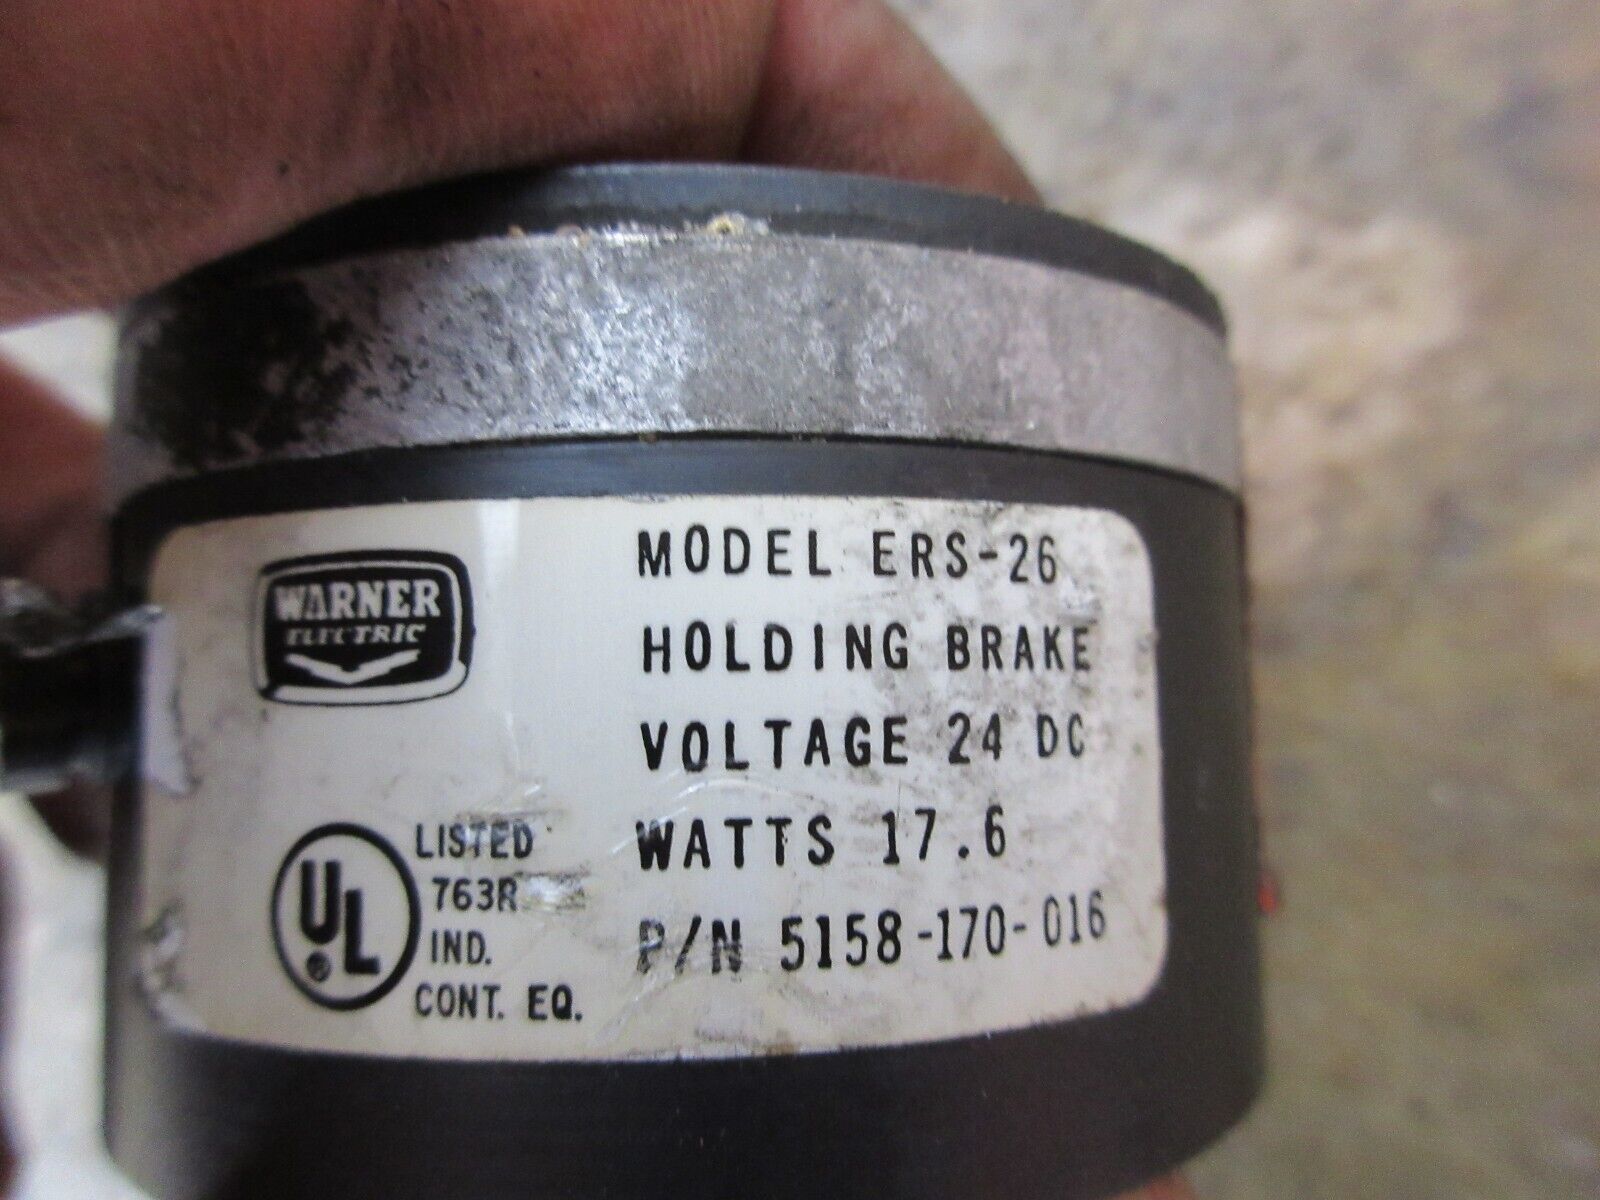 WARNER
ELECTRIC
MODEL ERS-26
HOLDING BRAKE
VOLTAGE 24 DC
WATTS 17.6
P/N 5158-170-016
UL
®
LISTED
763R
IND.
CONT. EQ.